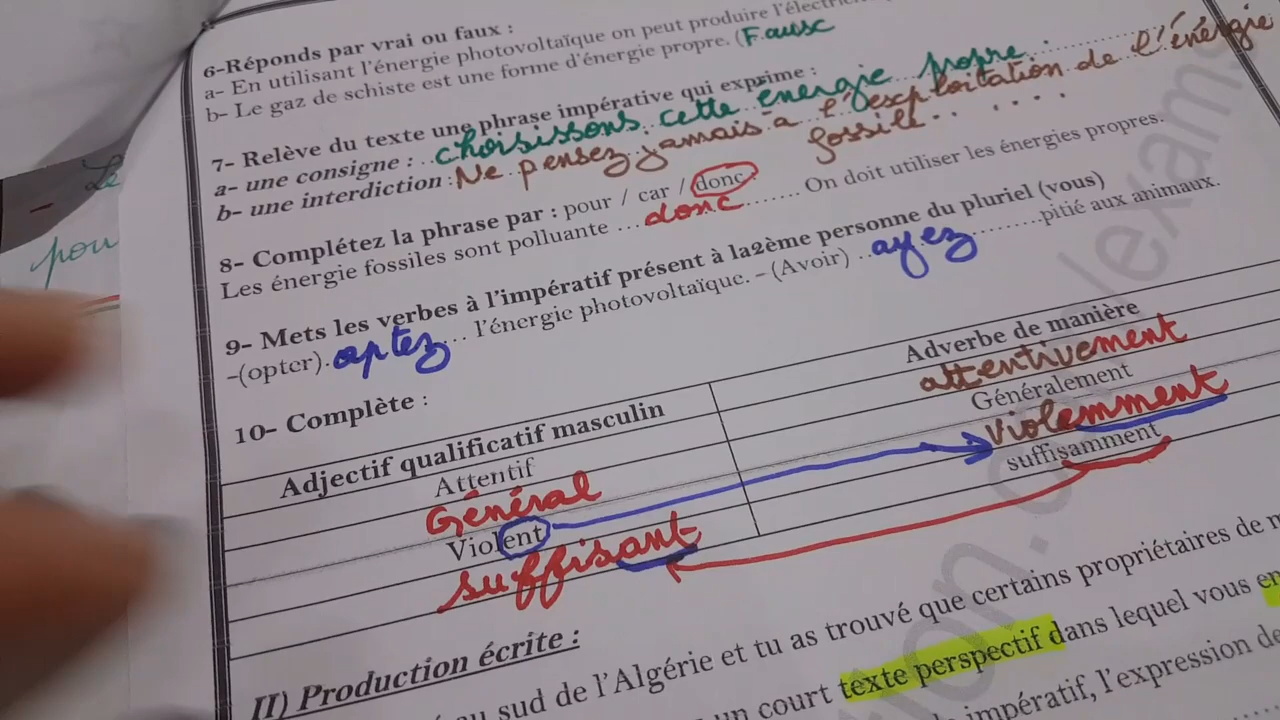 6-Réponds par vrai ou faux :
a- En utilisant l'énergie photovoltaïque on peut produire l'électri
b- Le gaz de schiste est une forme d'énergie propre. (Fausc
7- Relève du texte une phrase impérative qui exprime :
a- une consigne : choisissons cette énergie propre
b- une interdiction : Ne pensez jamais à l'exploitation de l'énergie
fossile
8- Complétez la phrase par : pour / car / donc
Les énergie fossiles sont polluante ... donc ........ On doit utiliser les énergies propres.
9- Mets les verbes à l'impératif présent à la2ème personne du pluriel (vous)
-(opter). optez ... l'énergie photovoltaïque. -(Avoir) .. ayez ......... pitié aux animaux.
10- Complète :
Adjectif qualificatif masculin Adverbe de manière
Attentif attentivement
Général Généralement
Violent violemment
suffisant suffisamment
II) Production écrite :
au sud de l'Algérie et tu as trouvé que certains propriétaires de
un court texte perspectif dans lequel vous en
impératif, l'expression de
Le
pou